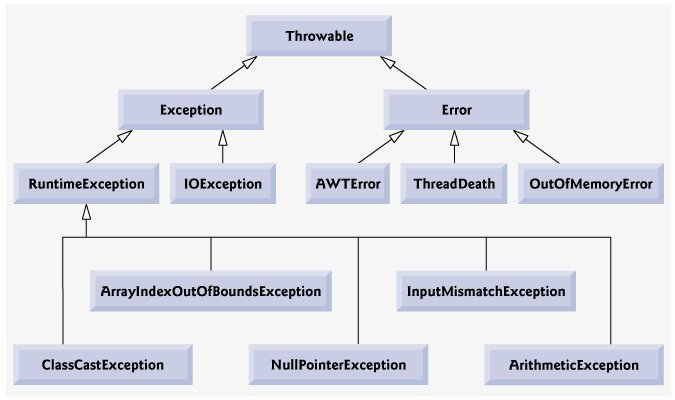 Throwable
Exception
Error
RuntimeException
IOException
AWTError
ThreadDeath
OutOfMemoryError
ArrayIndexOutOfBoundsException
InputMismatchException
ClassCastException
NullPointerException
ArithmeticException